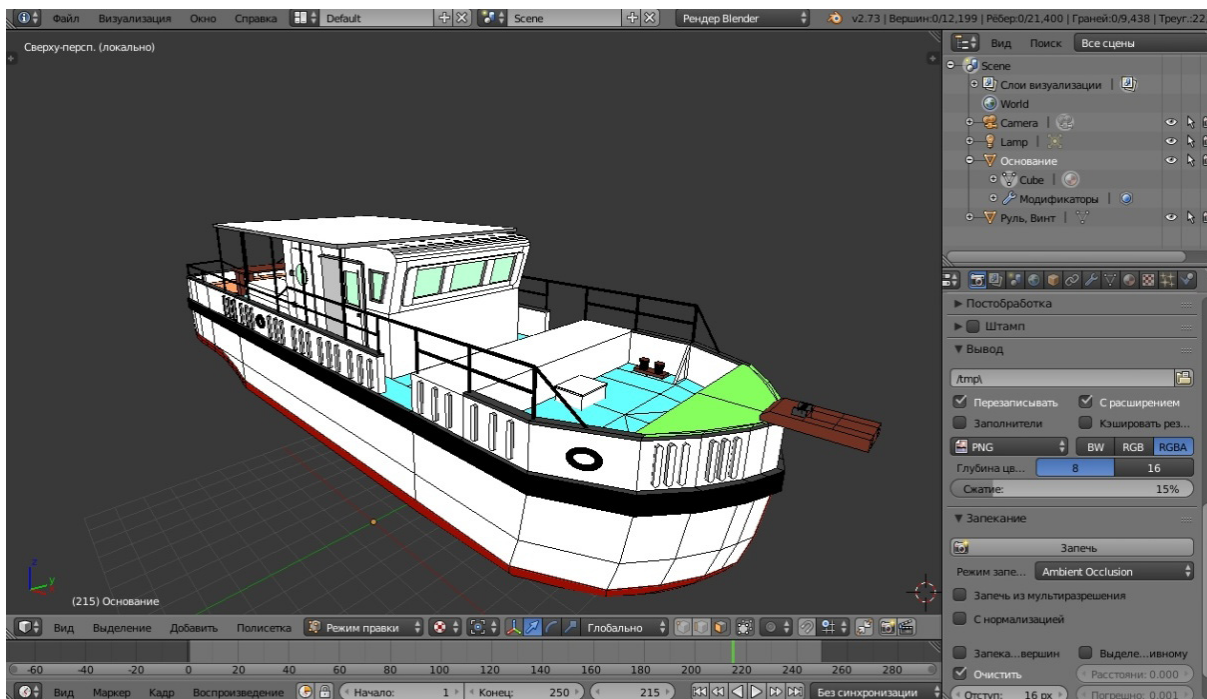 Файл Визуализация Окно Справка Default Scene Рендер Blender v2.73 | Вершин:0/12,199 | Рёбер:0/21,400 | Граней:0/9,438 | Треуг.:22,
Сверху-персп. (локально)
Вид Поиск Все сцены
Scene
Слои визуализации |
World
Camera |
Lamp |
Основание
Cube |
Модификаторы |
Руль, Винт |
Постобработка
Штамп
Вывод
/tmp\
Перезаписывать С расширением
Заполнители Кэшировать рез...
PNG BW RGB RGBA
Глубина цв... 8 16
Сжатие: 15%
Запекание
Запечь
Режим запе... Ambient Occlusion
Запечь из мультиразрешения
С нормализацией
Запека...вершин Выделе...ивному
Очистить Расстояни: 0.000
Отступ: 16 px Погрешно: 0.001
z
y
x
(215) Основание
Вид Выделение Добавить Полисетка Режим правки Глобально
-60 -40 -20 0 20 40 60 80 100 120 140 160 180 200 220 240 260 280
Вид Маркер Кадр Воспроизведение Начало: 1 Конец: 250 215 Без синхронизации